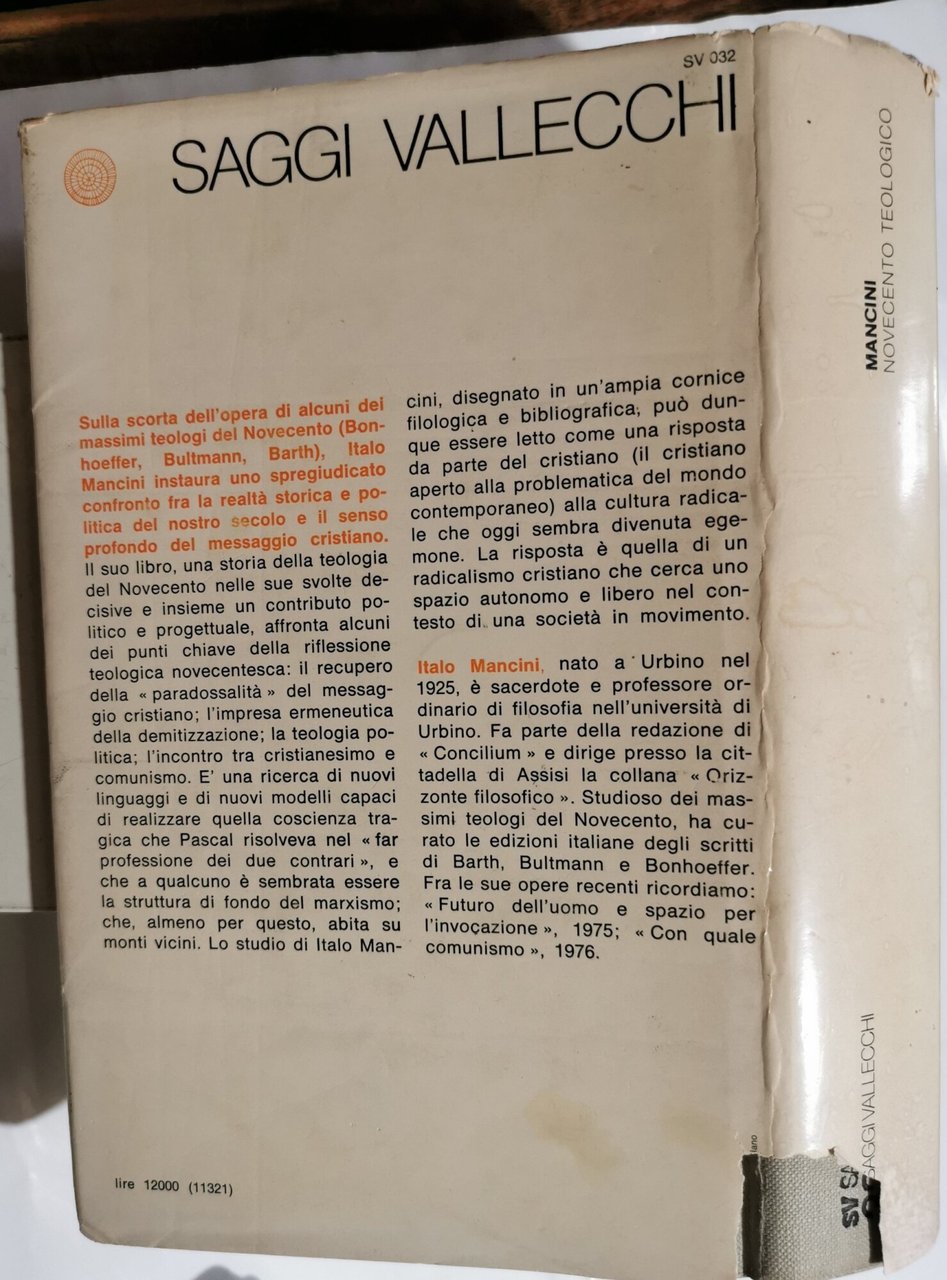 SV 032
SAGGI VALLECCHI
Sulla scorta dell'opera di alcuni dei
massimi teologi del Novecento (Bon-
hoeffer, Bultmann, Barth), Italo
Mancini instaura uno spregiudicato
confronto fra la realtà storica e po-
litica del nostro secolo e il senso
profondo del messaggio cristiano.
Il suo libro, una storia della teologia
del Novecento nelle sue svolte de-
cisive e insieme un contributo po-
litico e progettuale, affronta alcuni
dei punti chiave della riflessione
teologica novecentesca: il recupero
della « paradossalità » del messag-
gio cristiano; l'impresa ermeneutica
della demitizzazione; la teologia po-
litica; l'incontro tra cristianesimo e
comunismo. E' una ricerca di nuovi
linguaggi e di nuovi modelli capaci
di realizzare quella coscienza tra-
gica che Pascal risolveva nel « far
professione dei due contrari », e
che a qualcuno è sembrata essere
la struttura di fondo del marxismo;
che, almeno per questo, abita su
monti vicini. Lo studio di Italo Man-
cini, disegnato in un'ampia cornice
filologica e bibliografica, può dun-
que essere letto come una risposta
da parte del cristiano (il cristiano
aperto alla problematica del mondo
contemporaneo) alla cultura radica-
le che oggi sembra divenuta ege-
mone. La risposta è quella di un
radicalismo cristiano che cerca uno
spazio autonomo e libero nel con-
testo di una società in movimento.
Italo Mancini, nato a Urbino nel
1925, è sacerdote e professore or-
dinario di filosofia nell'università di
Urbino. Fa parte della redazione di
« Concilium » e dirige presso la cit-
tadella di Assisi la collana « Oriz-
zonte filosofico ». Studioso dei mas-
simi teologi del Novecento, ha cu-
rato le edizioni italiane degli scritti
di Barth, Bultmann e Bonhoeffer.
Fra le sue opere recenti ricordiamo:
« Futuro dell'uomo e spazio per
l'invocazione », 1975; « Con quale
comunismo », 1976.
lire 12000 (11321)
MANCINI
NOVECENTO TEOLOGICO
SAGGI VALLECCHI
SV SA